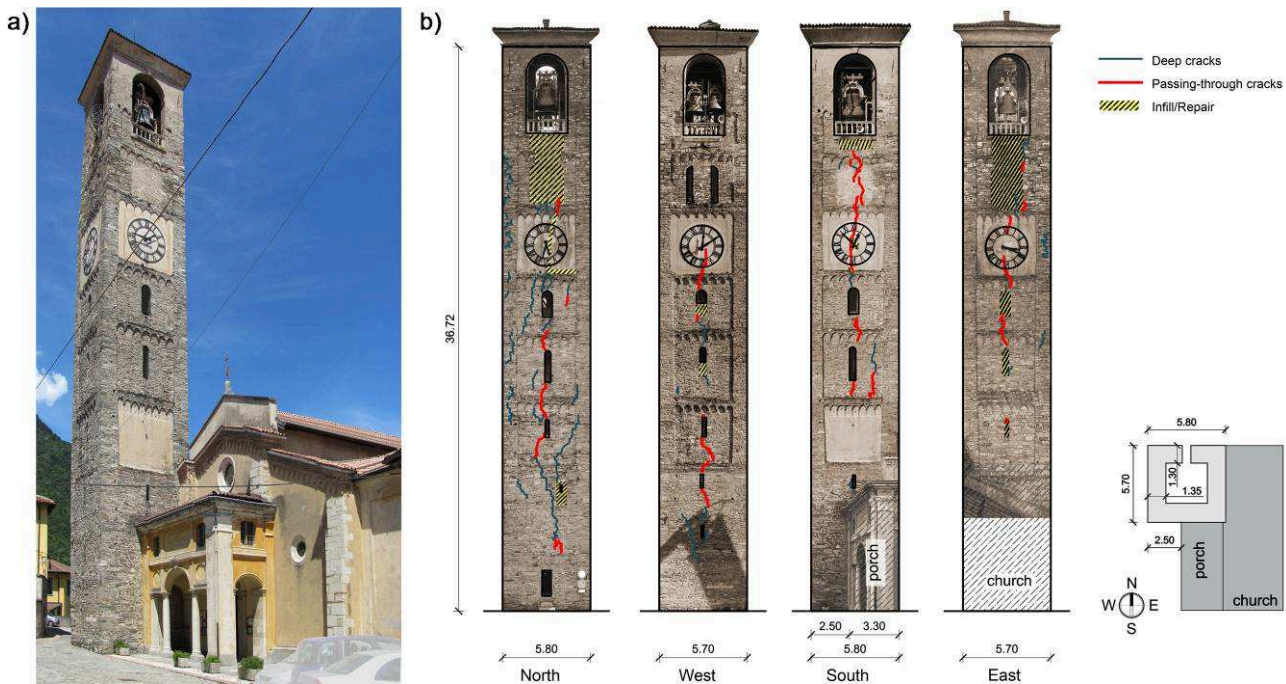 a)
b)
Deep cracks
Passing-through cracks
Infill/Repair
36.72
porch
church
2.50
3.30
5.80
5.70
5.80
5.70
North
West
South
East
5.80
5.70
1.30
1.35
2.50
porch
church
N
W
E
S